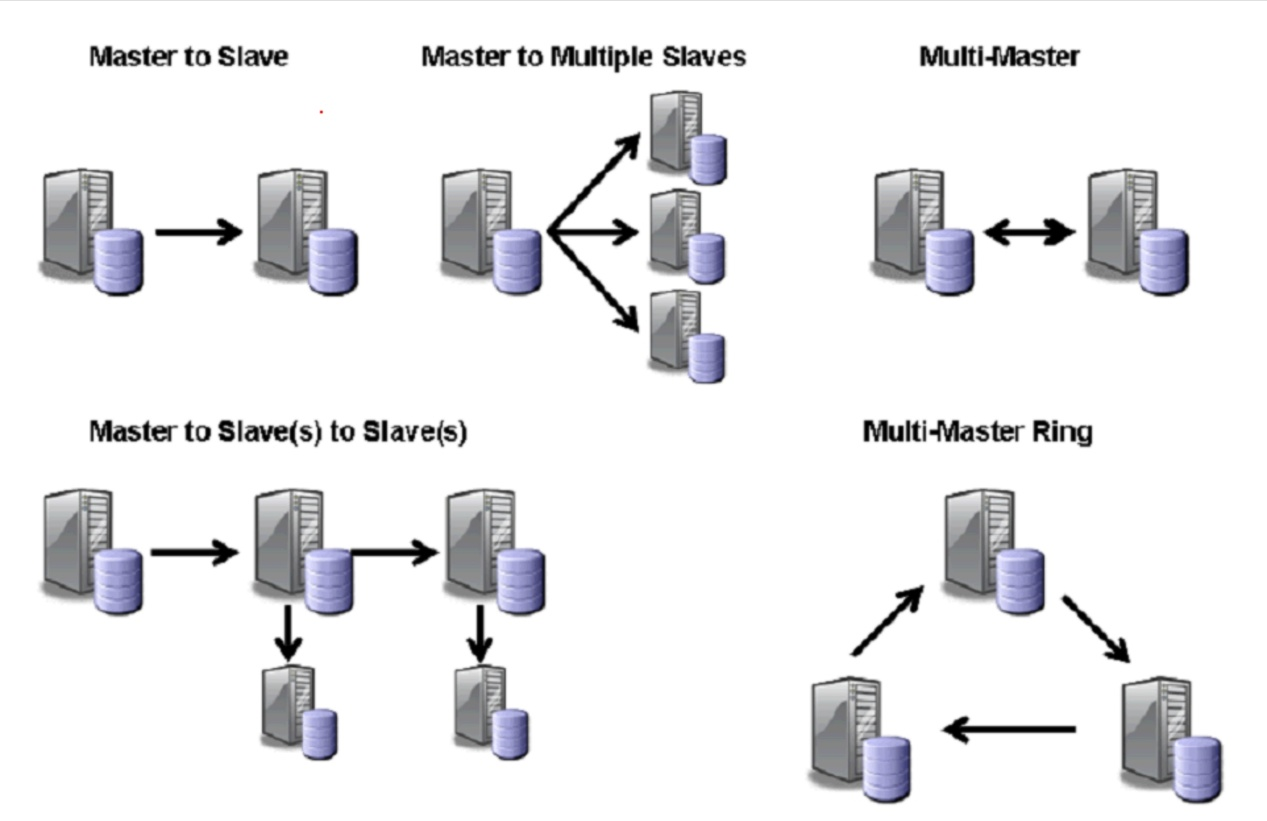 Master to Slave
Master to Multiple Slaves
Multi-Master
Master to Slave(s) to Slave(s)
Multi-Master Ring